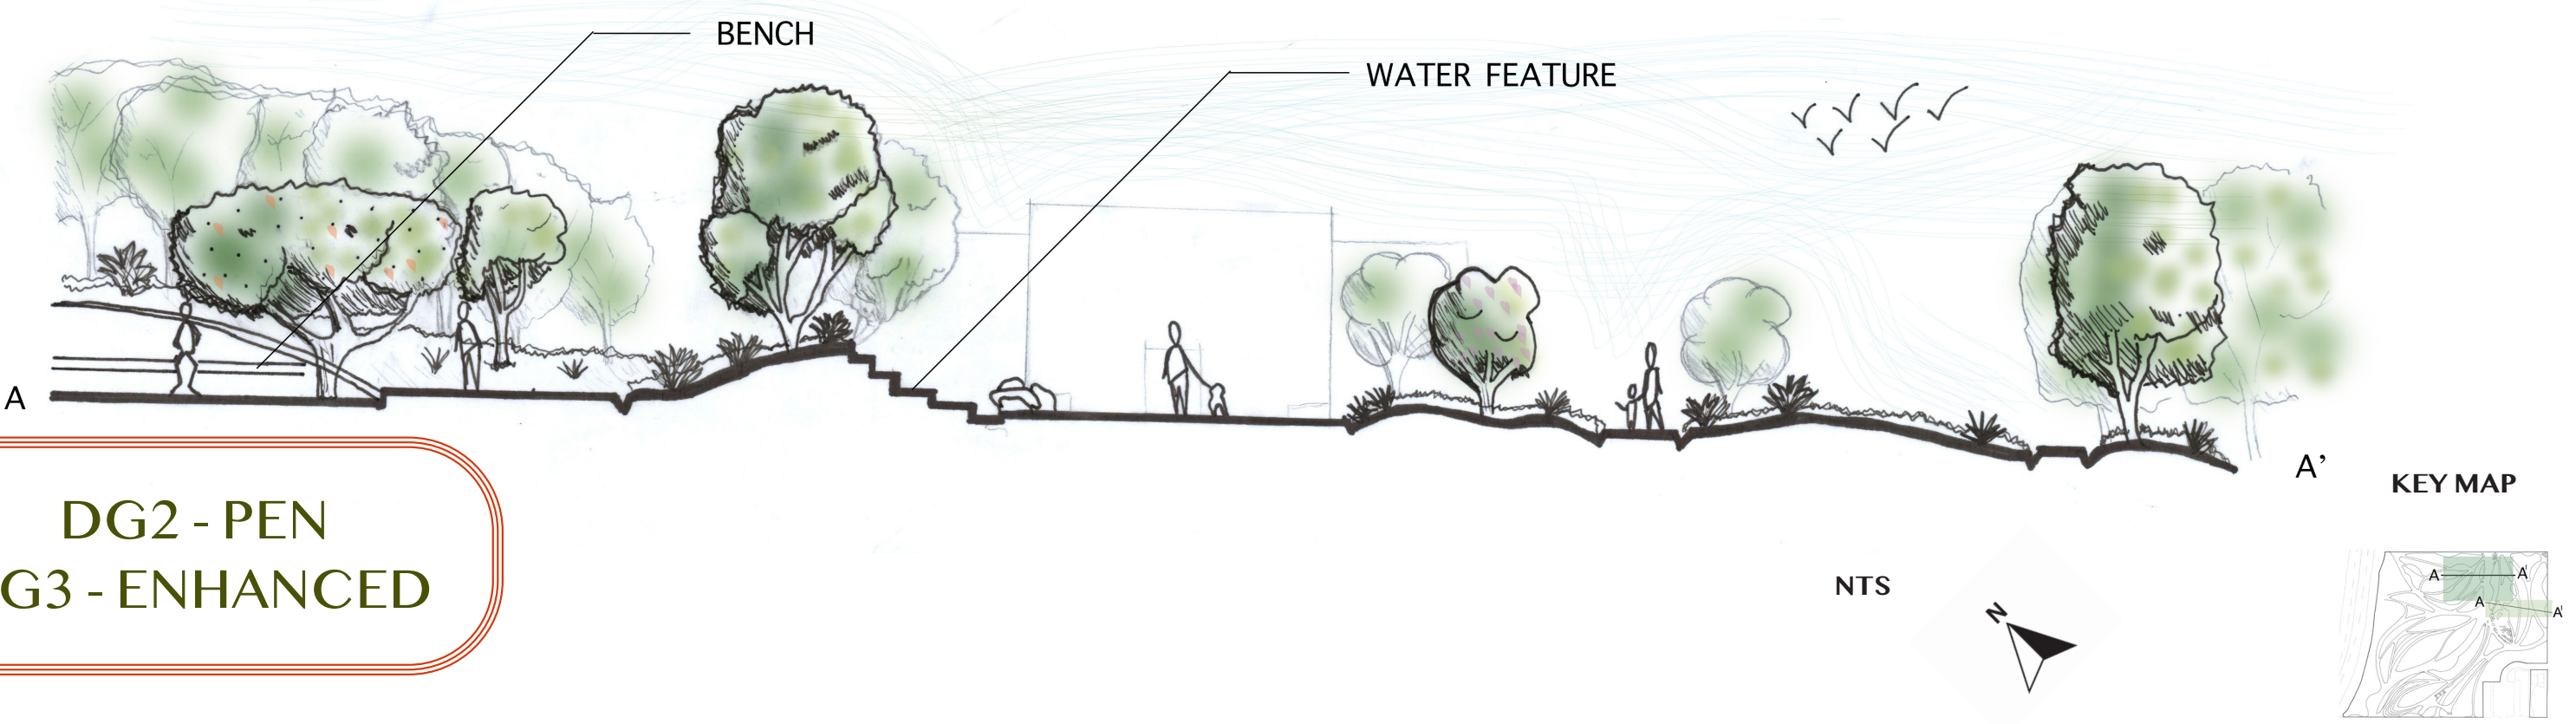 BENCH
WATER FEATURE
A
A’
KEY MAP
DG2 - PEN
G3 - ENHANCED
NTS
N
A
A'
A
A'